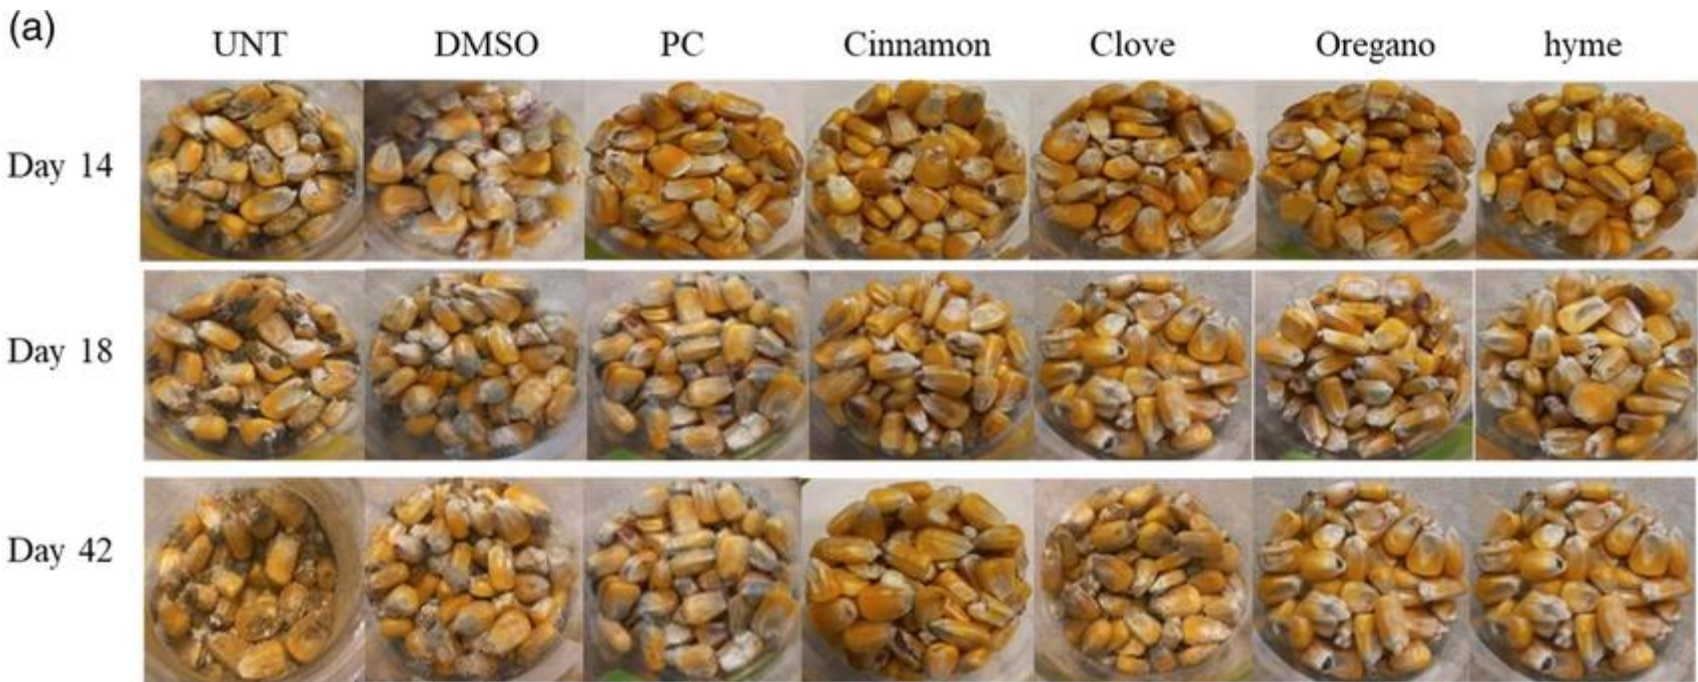 (a)
UNT DMSO PC Cinnamon Clove Oregano hyme
Day 14
Day 18
Day 42